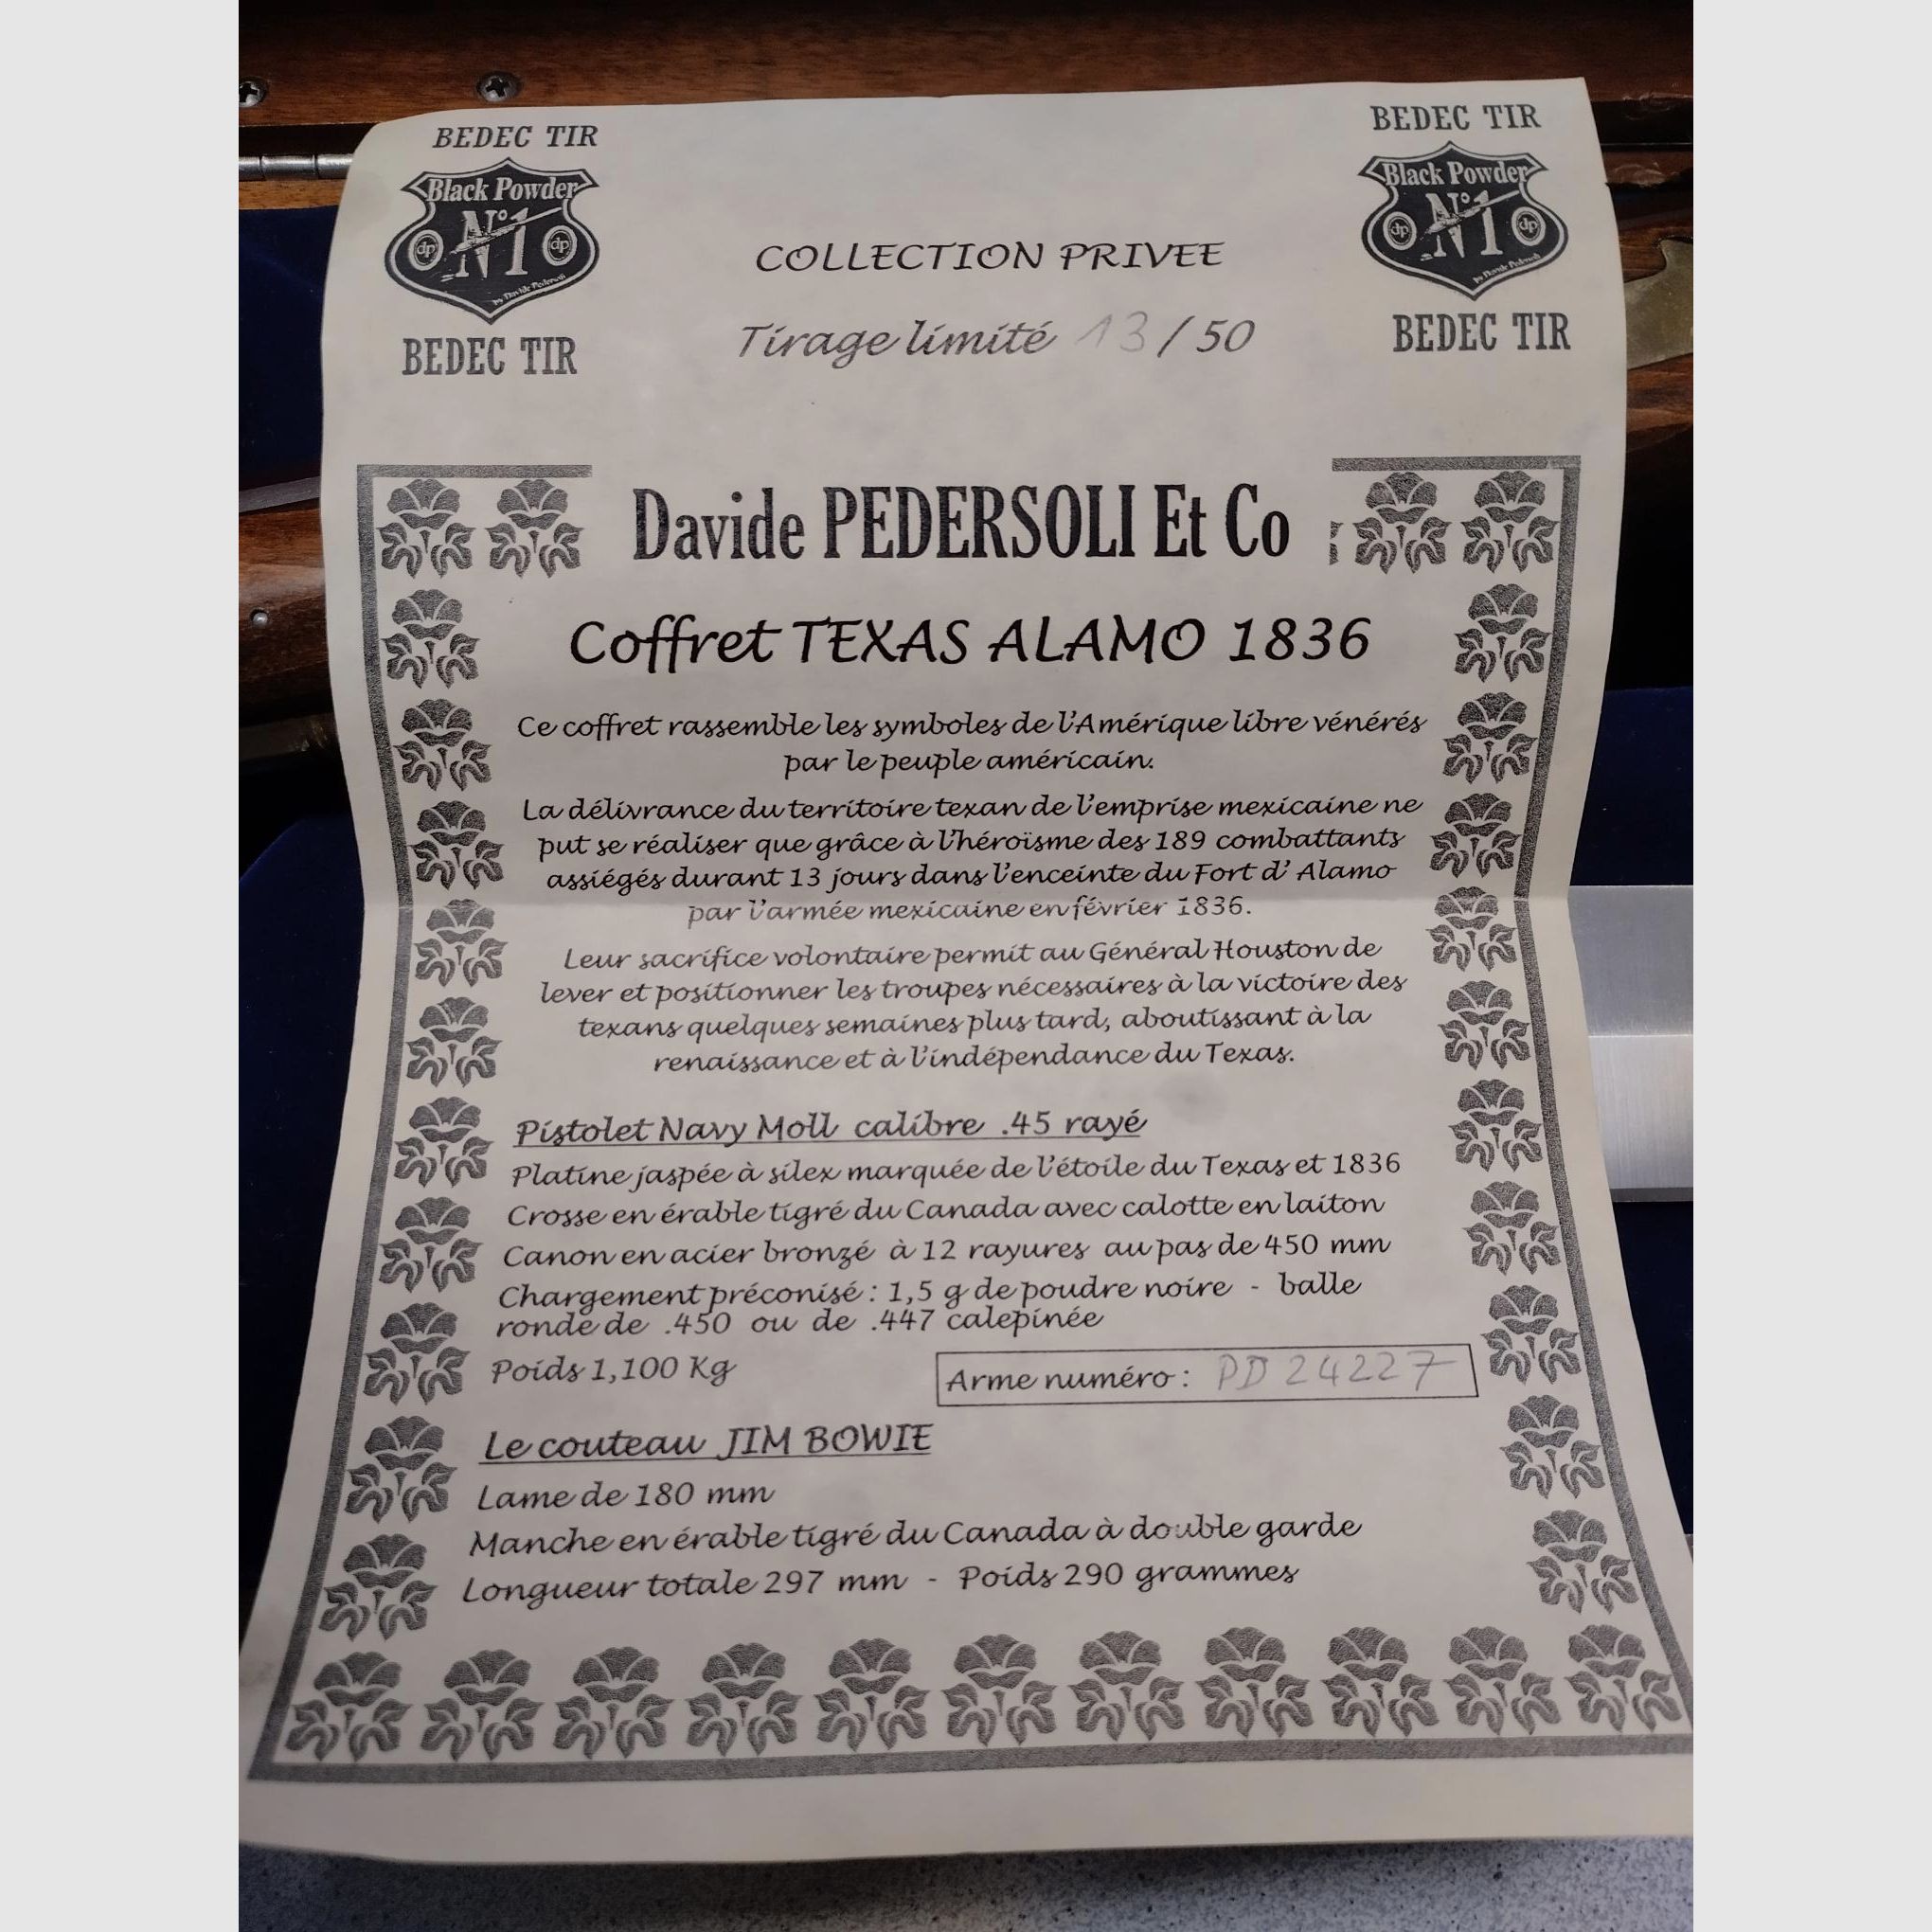 BEDEC TIR
Black Powder
N°1
dp dp
by Davide Pedersoli
BEDEC TIR
BEDEC TIR
Black Powder
N°1
dp dp
by Davide Pedersoli
BEDEC TIR
COLLECTION PRIVEE
Tirage limité 13 / 50
Davide PEDERSOLI Et Co
Coffret TEXAS ALAMO 1836
Ce coffret rassemble les symboles de l'Amérique libre vénérés
par le peuple américain.
La délivrance du territoire texan de l'emprise mexicaine ne
put se réaliser que grâce à l'héroïsme des 189 combattants
assiégés durant 13 jours dans l'enceinte du Fort d' Alamo
par l'armée mexicaine en février 1836.
Leur sacrifice volontaire permit au Général Houston de
lever et positionner les troupes nécessaires à la victoire des
texans quelques semaines plus tard, aboutissant à la
renaissance et à l'indépendance du Texas.
Pistolet Navy Moll calibre .45 rayé
Platine jaspée à silex marquée de l'étoile du Texas et 1836
Crosse en érable tigré du Canada avec calotte en laiton
Canon en acier bronzé à 12 rayures au pas de 450 mm
Chargement préconisé : 1,5 g de poudre noire - balle
ronde de .450 ou de .447 calepinée
Poids 1,100 Kg
Arme numéro : PD 24227
Le couteau JIM BOWIE
Lame de 180 mm
Manche en érable tigré du Canada à double garde
Longueur totale 297 mm - Poids 290 grammes